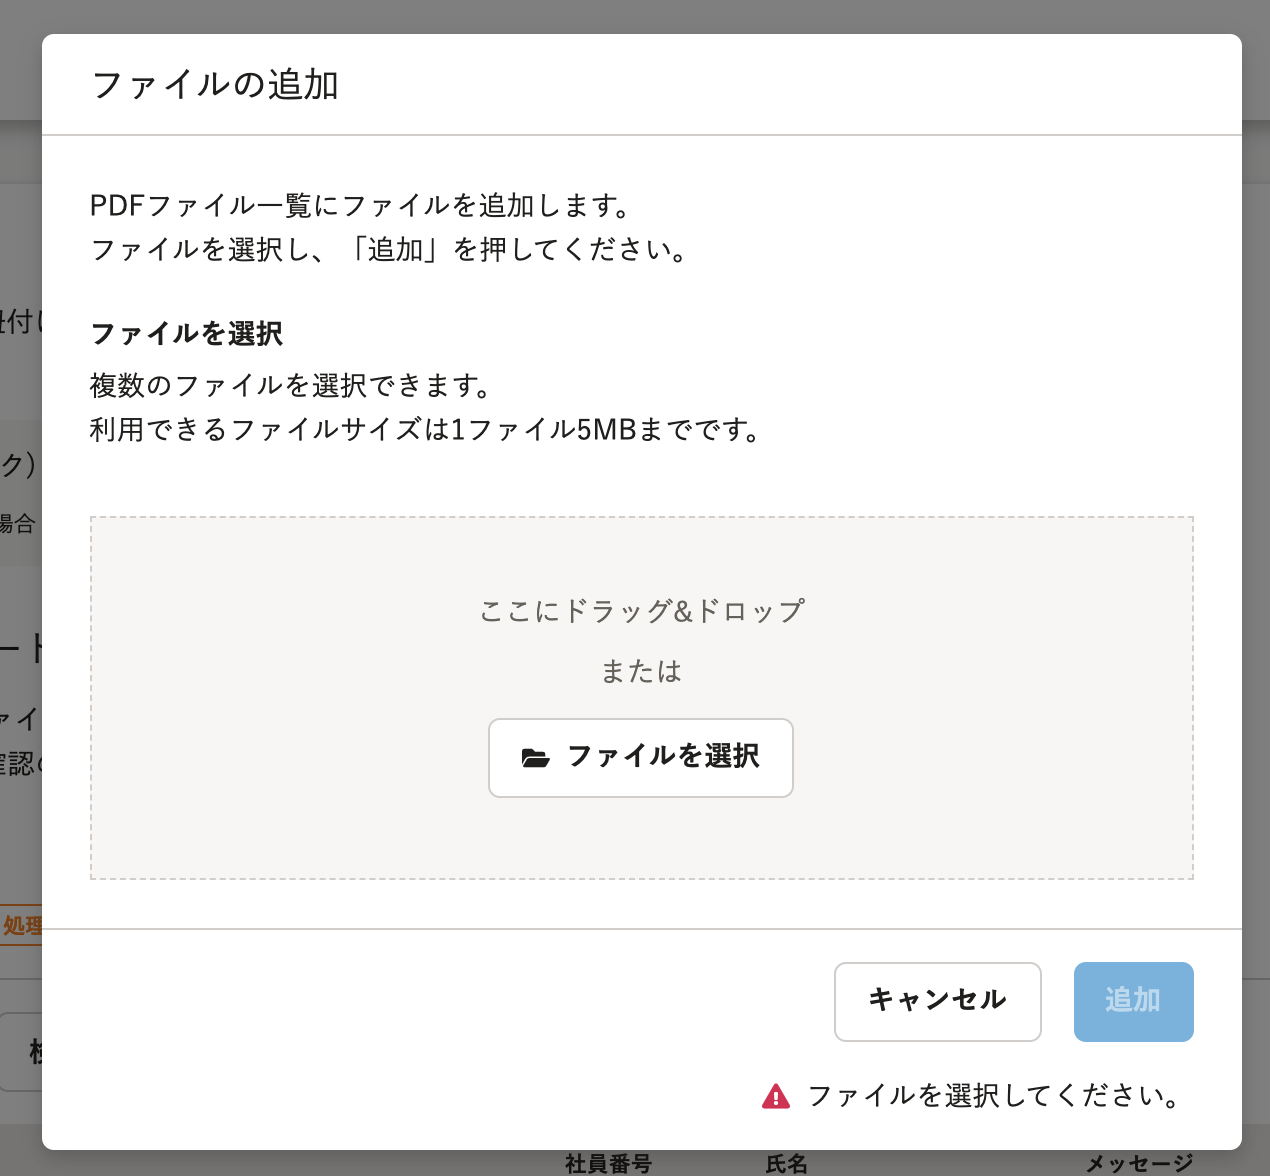 ファイルの追加
PDFファイル一覧にファイルを追加します。
ファイルを選択し、「追加」を押してください。
ファイルを選択
複数のファイルを選択できます。
利用できるファイルサイズは1ファイル5MBまでです。
ここにドラッグ&ドロップ
または
ファイルを選択
キャンセル
追加
ファイルを選択してください。
付
ク）
場合
ート
ァイ
確認の
処理
検
社員番号
氏名
メッセージ